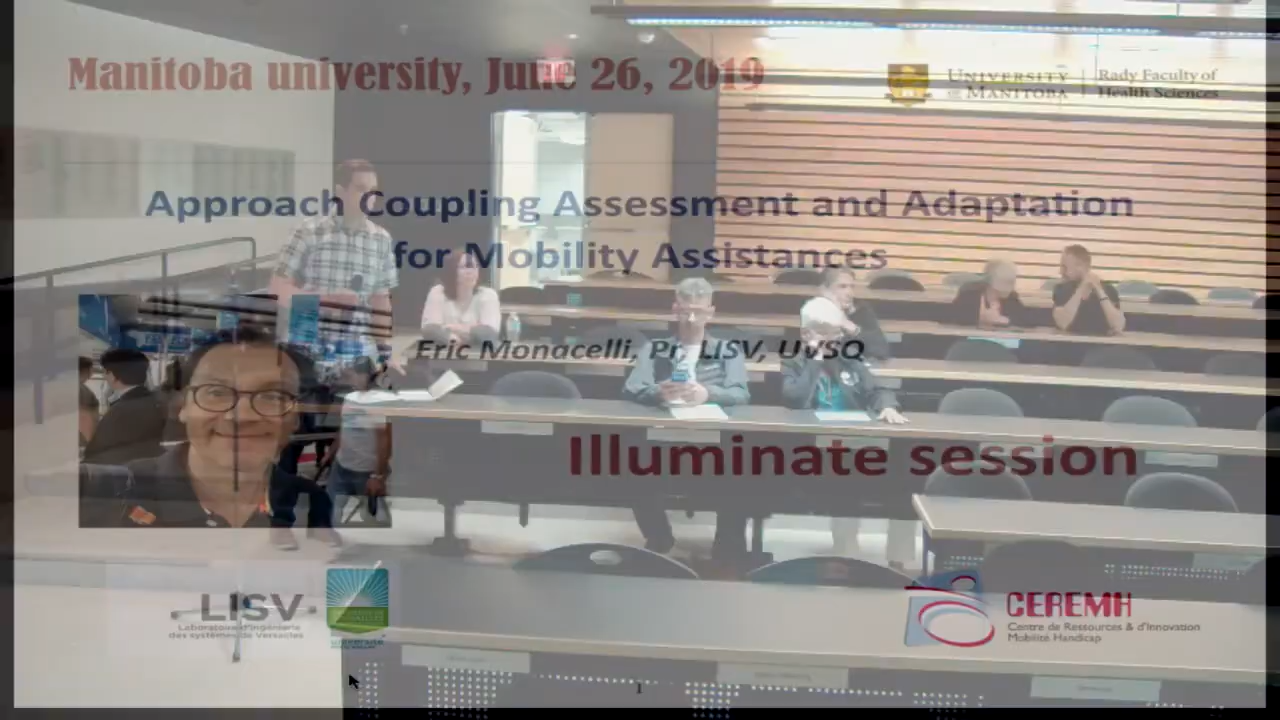 Manitoba university, June 26, 2019
UNIVERSITY
OF MANITOBA
Rady Faculty of
Health Sciences
Approach Coupling Assessment and Adaptation
for Mobility Assistances
Eric Monacelli, Pr, LISV, UVSQ
Illuminate session
LISV
Laboratoire d'ingénierie
des systèmes de Versailles
université
CEREMH
Centre de Ressources & d'Innovation
Mobilité Handicap
1